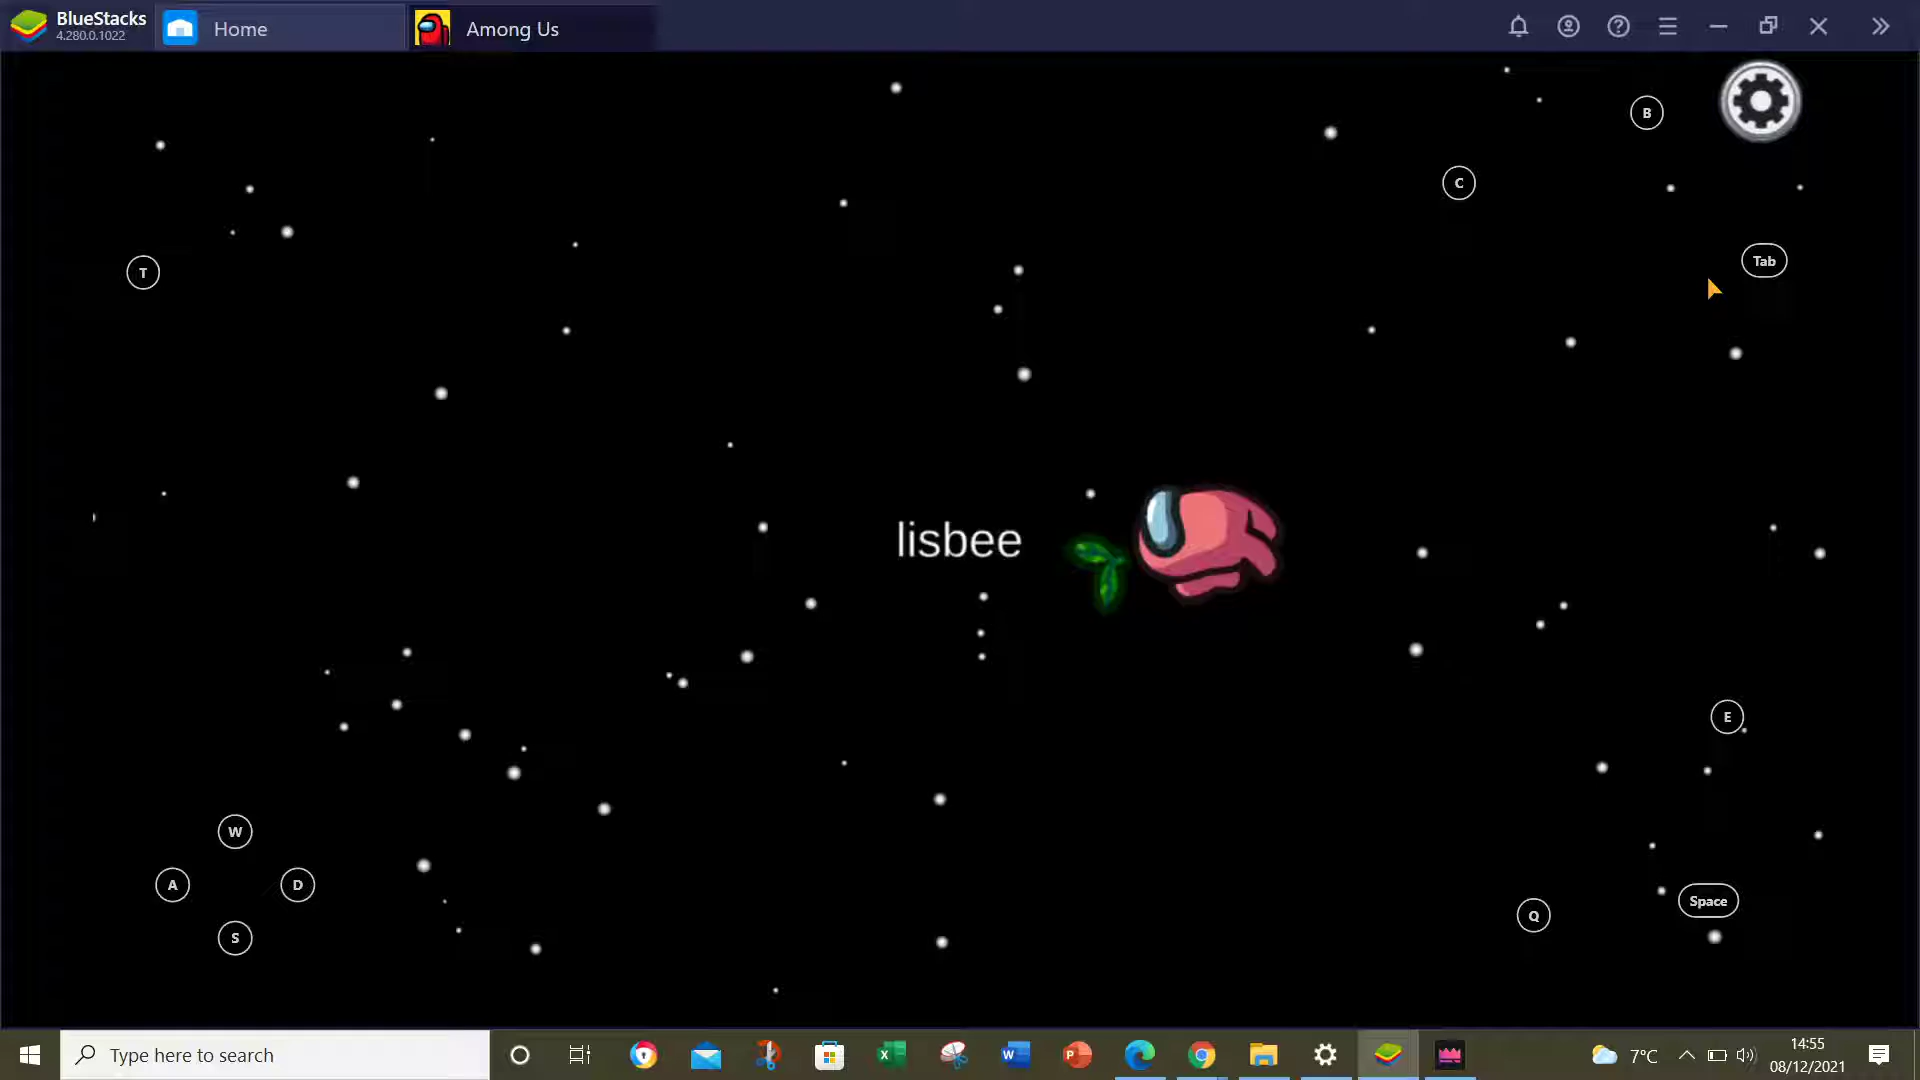 BlueStacks
4.280.0.1022
Home
Among Us
B
C
T
Tab
lisbee
E
W
A
D
S
Q
Space
Type here to search
7°C
14:55
08/12/2021